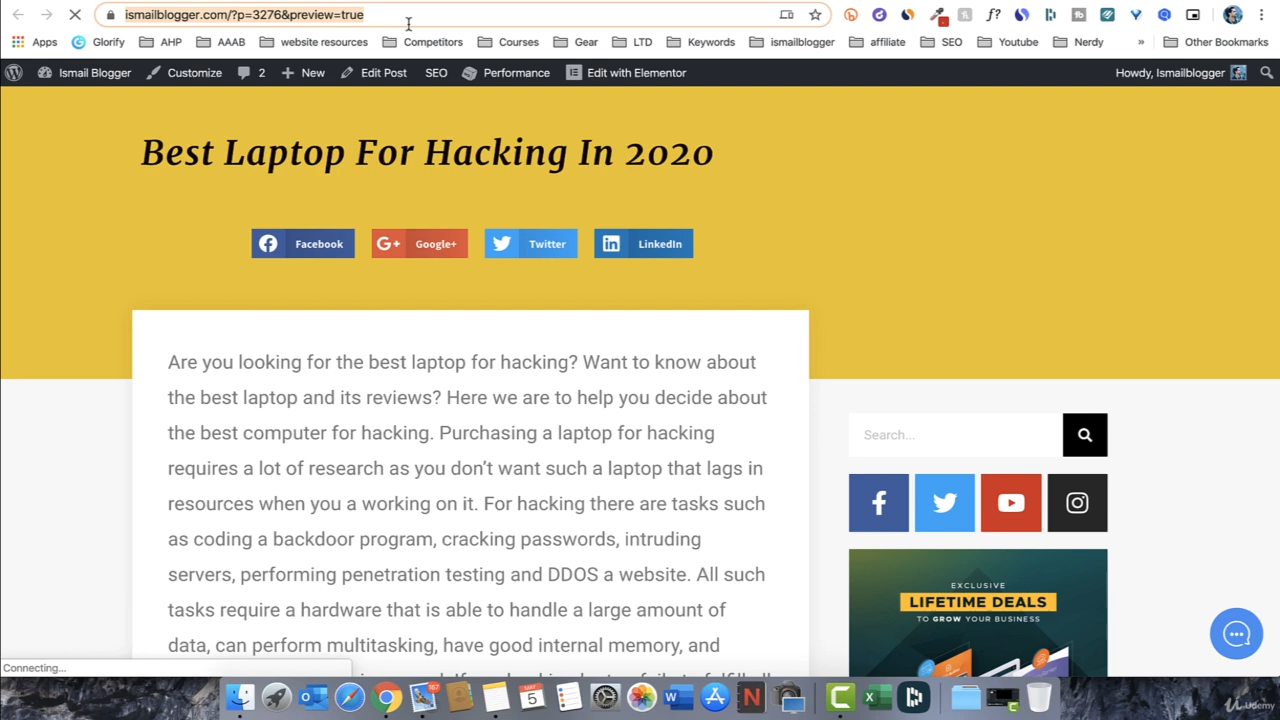 ismailblogger.com/?p=3276&preview=true
Apps Glorify AHP AAAB website resources Competitors Courses Gear LTD Keywords ismailblogger affiliate SEO Youtube Nerdy » Other Bookmarks
Ismail Blogger Customize 2 New Edit Post SEO Performance Edit with Elementor Howdy, Ismailblogger
Best Laptop For Hacking In 2020
Facebook G+ Google+ Twitter LinkedIn
Are you looking for the best laptop for hacking? Want to know about
the best laptop and its reviews? Here we are to help you decide about
the best computer for hacking. Purchasing a laptop for hacking
requires a lot of research as you don't want such a laptop that lags in
resources when you a working on it. For hacking there are tasks such
as coding a backdoor program, cracking passwords, intruding
servers, performing penetration testing and DDOS a website. All such
tasks require a hardware that is able to handle a large amount of
data, can perform multitasking, have good internal memory, and
Search...
EXCLUSIVE
LIFETIME DEALS
TO GROW YOUR BUSINESS
Connecting...
MAY
5
Udemy